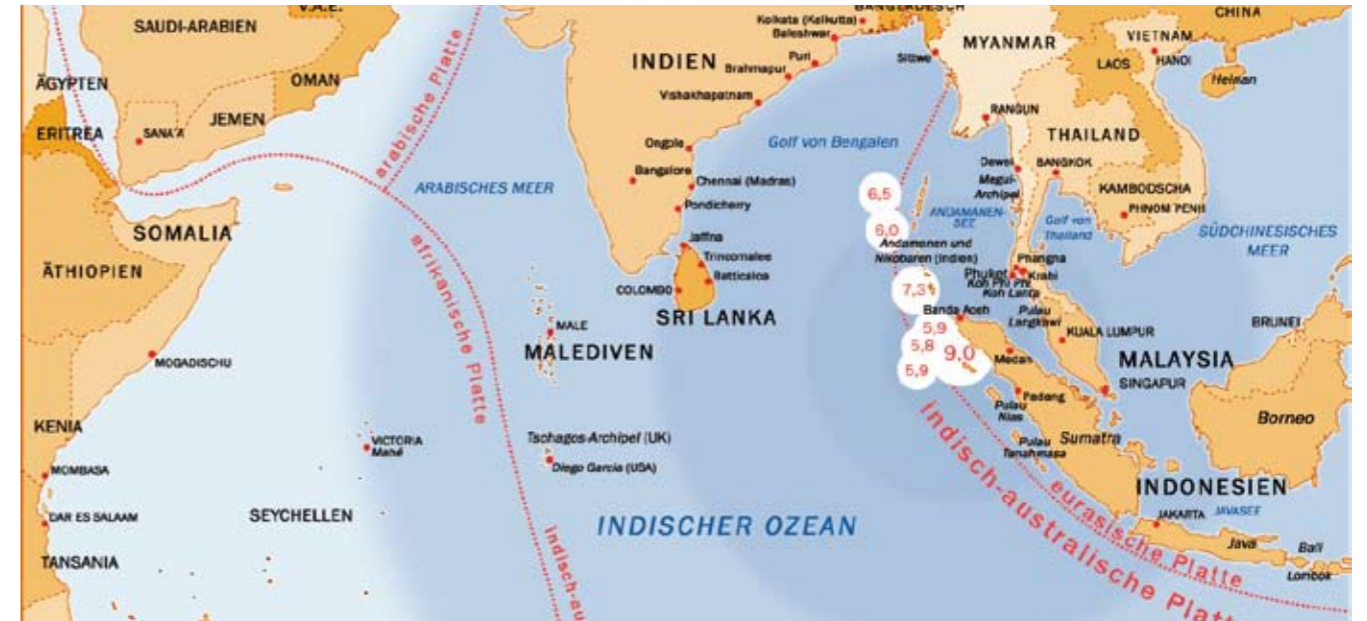 V.A.E.
SAUDI-ARABIEN
ÄGYPTEN
OMAN
JEMEN
ERITREA
SANA'A
arabische Platte
ARABISCHES MEER
SOMALIA
ÄTHIOPIEN
afrikanische Platte
MOGADISCHU
KENIA
MOMBASA
DAR ES SALAAM
TANSANIA
VICTORIA
Mahé
SEYCHELLEN
MALE
MALEDIVEN
Tschagos-Archipel (UK)
Diego Garcia (USA)
indisch-au
INDISCHER OZEAN
INDIEN
Kolkata (Kalkutta)
Baleshwar
Puri
Brahmapur
Vishakhapatnam
Ongole
Bangalore
Chennai (Madras)
Pondicherry
Jaffna
Trincomalee
Batticaloa
COLOMBO
SRI LANKA
BANGLADESCH
Golf von Bengalen
6,5
6,0
7,3
5,9
5,8
9,0
5,9
Andamanen und
Nikobaren (Indien)
ANDAMANEN-
SEE
Sittwe
MYANMAR
RANGUN
Dewei
Megui-
Archipel
CHINA
VIETNAM
HANOI
LAOS
Heinan
THAILAND
BANGKOK
KAMBODSCHA
PHNOM PENH
Golf von
Thailand
SÜDCHINESISCHES
MEER
Phangna
Phuket
Krabi
Koh Phi Phi
Koh Lanta
Pulau
Langkawi
Banda Aceh
Medan
KUALA LUMPUR
MALAYSIA
SINGAPUR
BRUNEI
Borneo
Padang
Pulau
Nias
Pulau
Tanahmasa
Sumatra
INDONESIEN
JAKARTA
JAVASEE
Java
Bali
Lombok
eurasische Platte
indisch-australische Platt